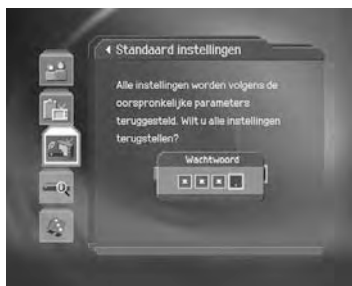 Standaard instellingen
Alle instellingen worden volgens de
oorspronkelijke parameters
teruggesteld. Wilt u alle instellingen
terugstellen?
Wachtwoord